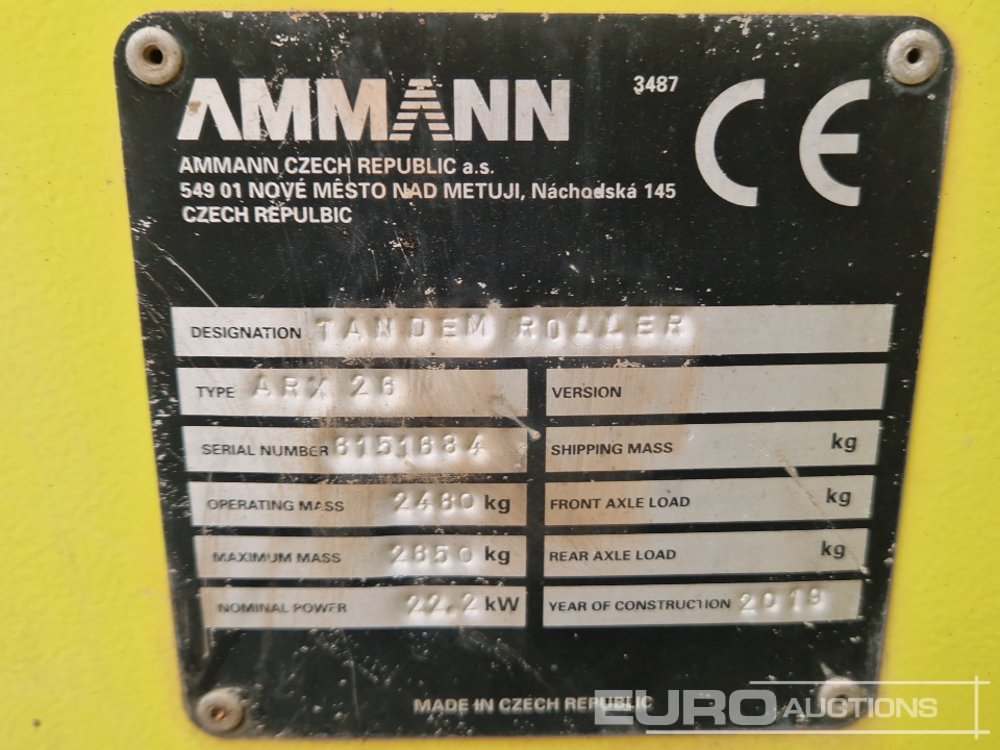 AMMANN
3487
CE
AMMANN CZECH REPUBLIC a.s.
549 01 NOVÉ MĚSTO NAD METUJI, Náchodská 145
CZECH REPULBIC
DESIGNATION TANDEM ROLLER
TYPE ARX 26
VERSION
SERIAL NUMBER 6151684
SHIPPING MASS kg
OPERATING MASS 2480 kg
FRONT AXLE LOAD kg
MAXIMUM MASS 2850 kg
REAR AXLE LOAD kg
NOMINAL POWER 22.2 kW
YEAR OF CONSTRUCTION 2019
MADE IN CZECH REPUBLIC
EURO AUCTIONS